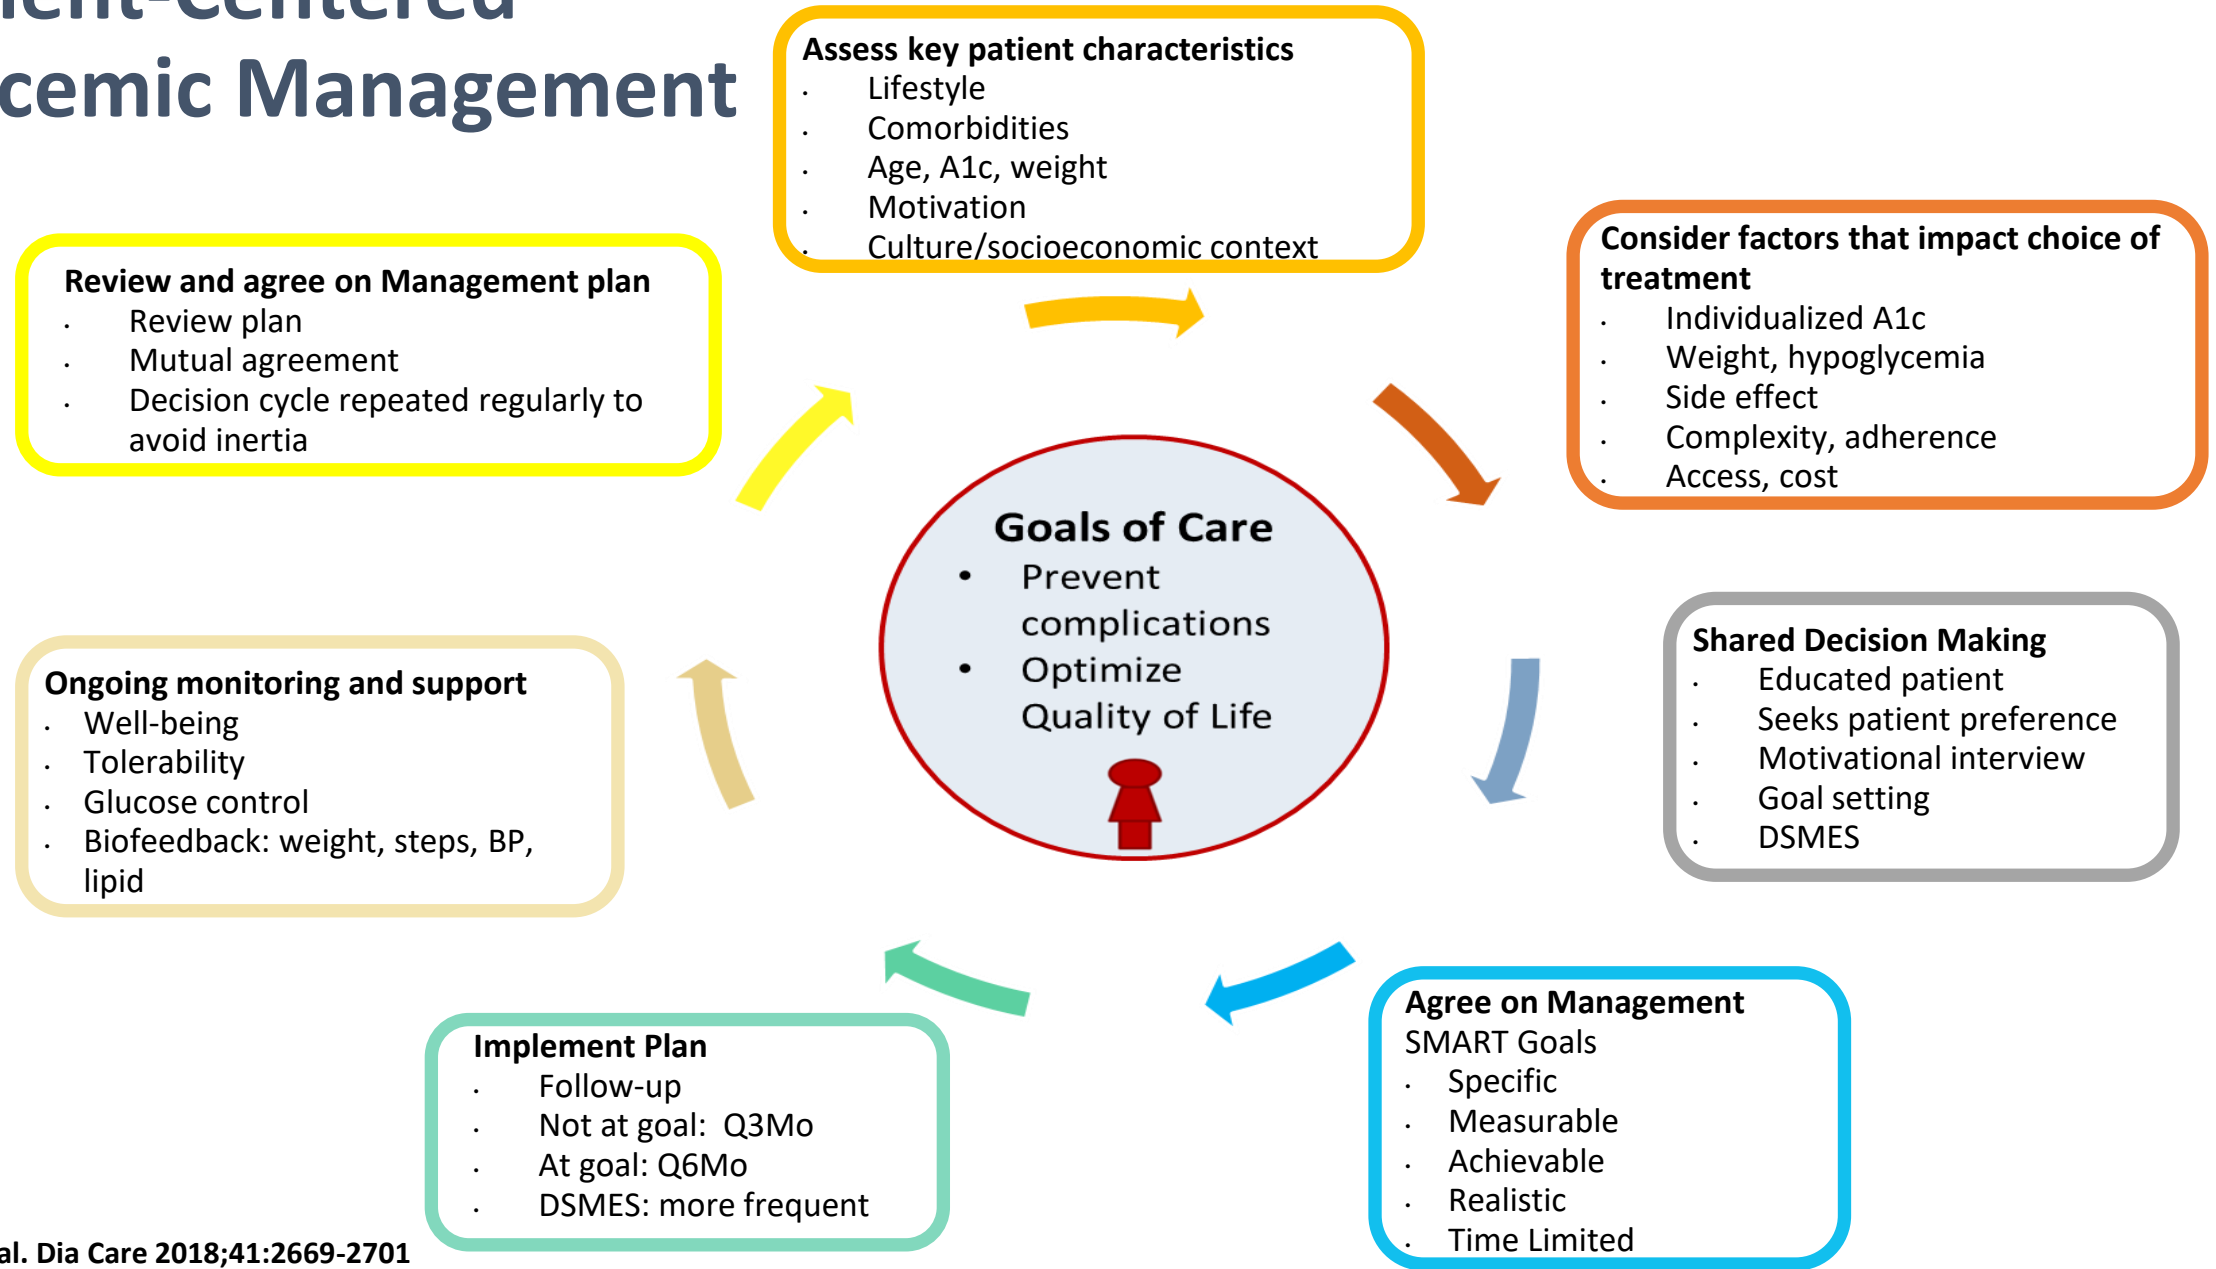 cemic Management
Assess key patient characteristics
· Lifestyle
· Comorbidities
· Age, A1c, weight
· Motivation
· Culture/socioeconomic context
Consider factors that impact choice of
treatment
· Individualized A1c
· Weight, hypoglycemia
· Side effect
· Complexity, adherence
· Access, cost
Shared Decision Making
· Educated patient
· Seeks patient preference
· Motivational interview
· Goal setting
· DSMES
Agree on Management
SMART Goals
· Specific
· Measurable
· Achievable
· Realistic
· Time Limited
Implement Plan
· Follow-up
· Not at goal: Q3Mo
· At goal: Q6Mo
· DSMES: more frequent
Ongoing monitoring and support
· Well-being
· Tolerability
· Glucose control
· Biofeedback: weight, steps, BP,
lipid
Review and agree on Management plan
· Review plan
· Mutual agreement
· Decision cycle repeated regularly to
avoid inertia
Goals of Care
• Prevent
complications
• Optimize
Quality of Life
al. Dia Care 2018;41:2669-2701